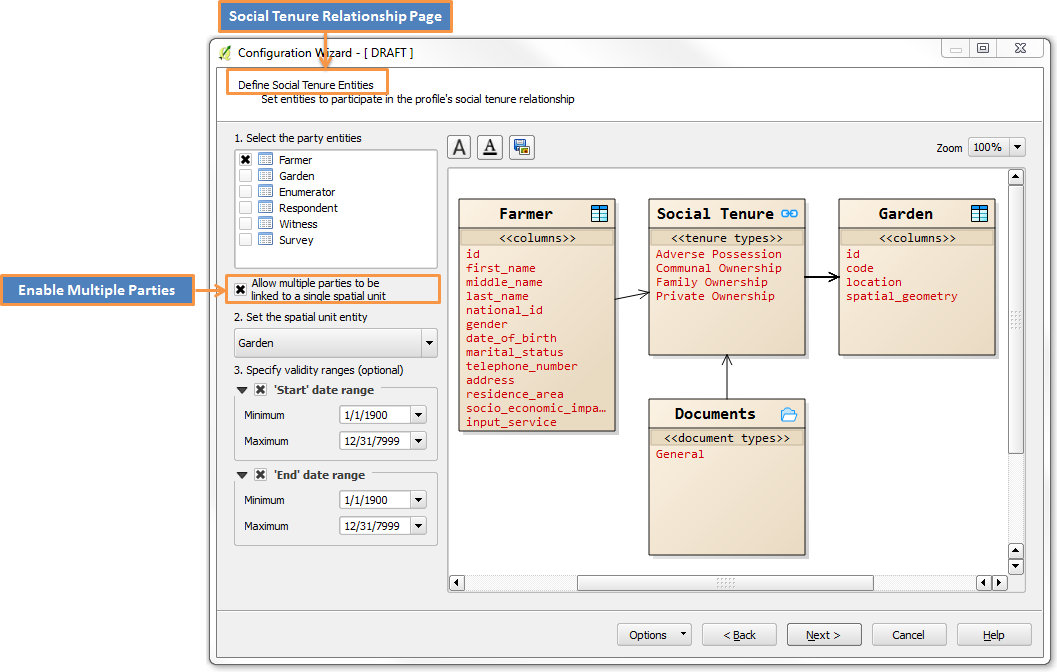 Social Tenure Relationship Page
Configuration Wizard - [ DRAFT ]
Define Social Tenure Entities
Set entities to participate in the profile's social tenure relationship
1. Select the party entities
Farmer
Garden
Enumerator
Respondent
Witness
Survey
Enable Multiple Parties
Allow multiple parties to be
linked to a single spatial unit
2. Set the spatial unit entity
Garden
3. Specify validity ranges (optional)
'Start' date range
Minimum 1/1/1900
Maximum 12/31/7999
'End' date range
Minimum 1/1/1900
Maximum 12/31/7999
A A Zoom 100%
Farmer
<<columns>>
id
first_name
middle_name
last_name
national_id
gender
date_of_birth
marital_status
telephone_number
address
residence_area
socio_economic_impa...
input_service
Social Tenure
<<tenure types>>
Adverse Possession
Communal Ownership
Family Ownership
Private Ownership
Garden
<<columns>>
id
code
location
spatial_geometry
Documents
<<document types>>
General
Options < Back Next > Cancel Help